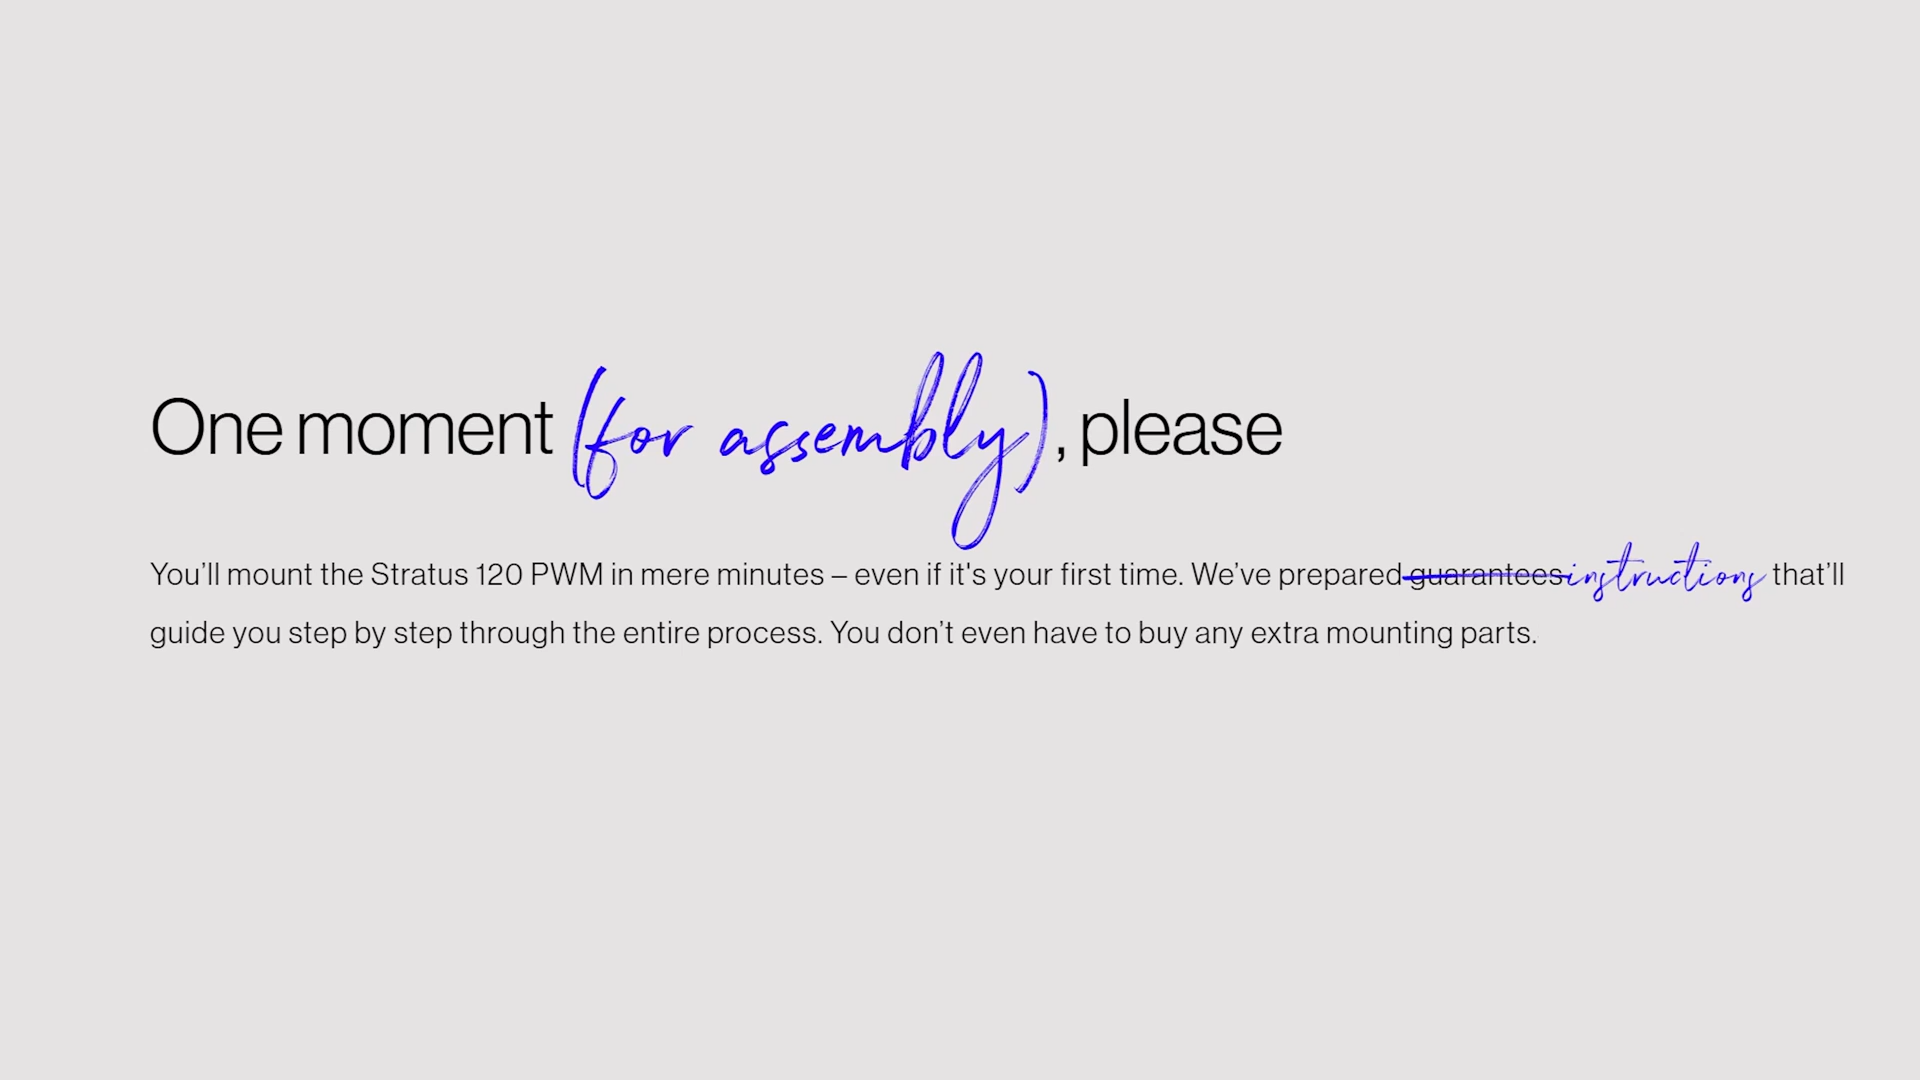 One moment (for assembly), please
You’ll mount the Stratus 120 PWM in mere minutes – even if it's your first time. We’ve prepared guarantees instructions that’ll
guide you step by step through the entire process. You don’t even have to buy any extra mounting parts.